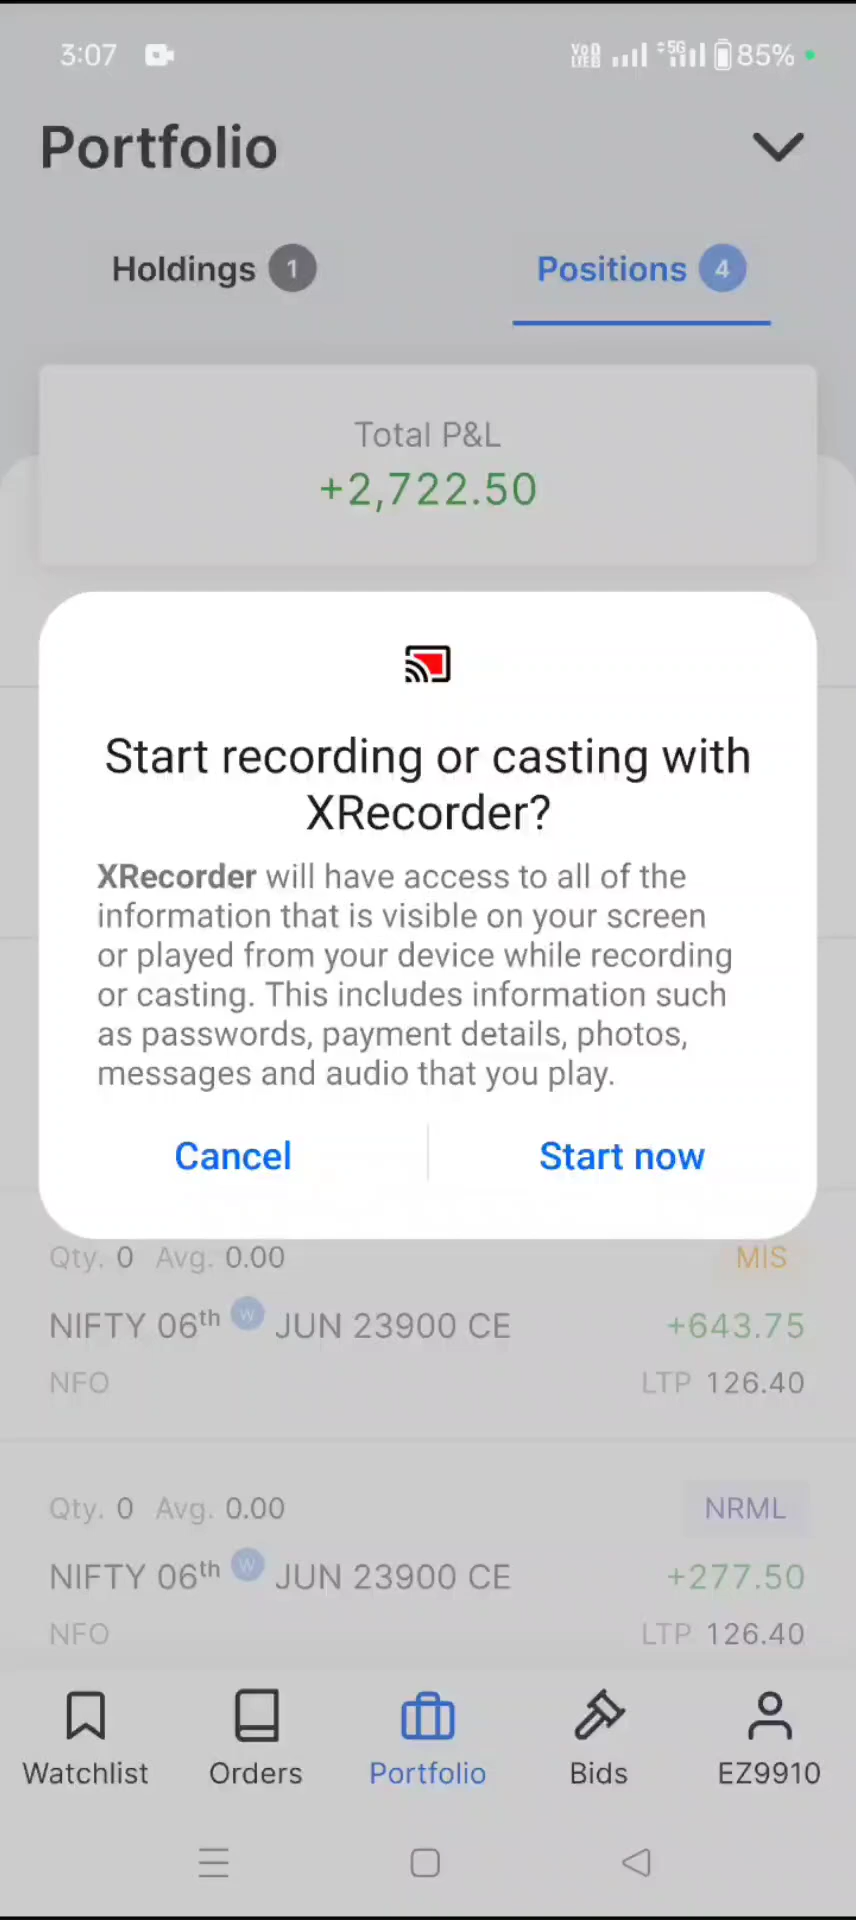 3:07 VoD LTE 2 5G 85%
Portfolio
Holdings 1 Positions 4
Total P&L
+2,722.50
Start recording or casting with
XRecorder?
XRecorder will have access to all of the
information that is visible on your screen
or played from your device while recording
or casting. This includes information such
as passwords, payment details, photos,
messages and audio that you play.
Cancel Start now
Qty. 0 Avg. 0.00 MIS
NIFTY 06th W JUN 23900 CE +643.75
NFO LTP 126.40
Qty. 0 Avg. 0.00 NRML
NIFTY 06th W JUN 23900 CE +277.50
NFO LTP 126.40
Watchlist Orders Portfolio Bids EZ9910